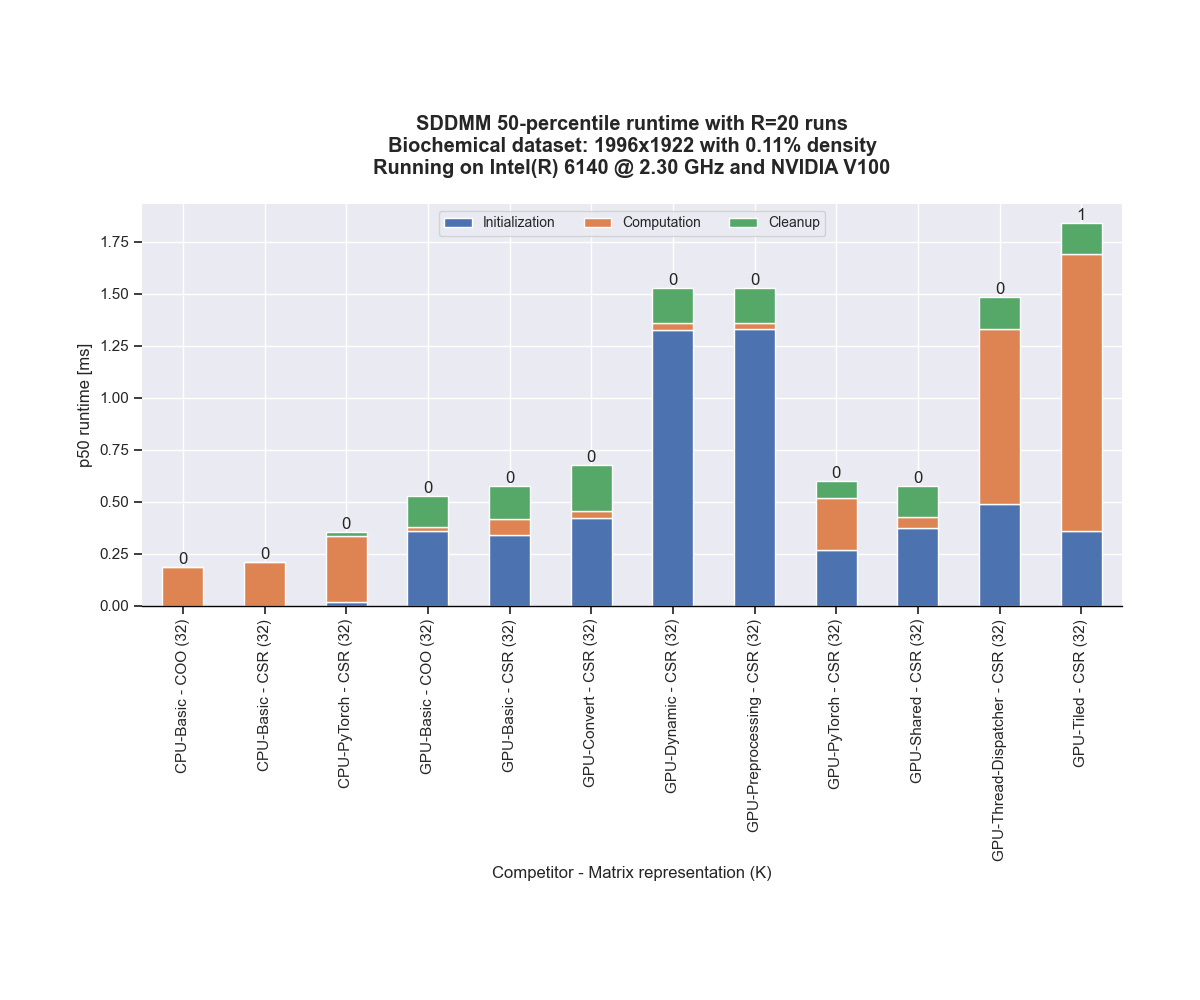 SDDMM 50-percentile runtime with R=20 runs
Biochemical dataset: 1996x1922 with 0.11% density
Running on Intel(R) 6140 @ 2.30 GHz and NVIDIA V100
Initialization Computation Cleanup
p50 runtime [ms]
1.75
1.50
1.25
1.00
0.75
0.50
0.25
0.00
0 0 0 0 0 0 0 0 0 0 0 1
CPU-Basic - COO (32)
CPU-Basic - CSR (32)
CPU-PyTorch - CSR (32)
GPU-Basic - COO (32)
GPU-Basic - CSR (32)
GPU-Convert - CSR (32)
GPU-Dynamic - CSR (32)
GPU-Preprocessing - CSR (32)
GPU-PyTorch - CSR (32)
GPU-Shared - CSR (32)
GPU-Thread-Dispatcher - CSR (32)
GPU-Tiled - CSR (32)
Competitor - Matrix representation (K)